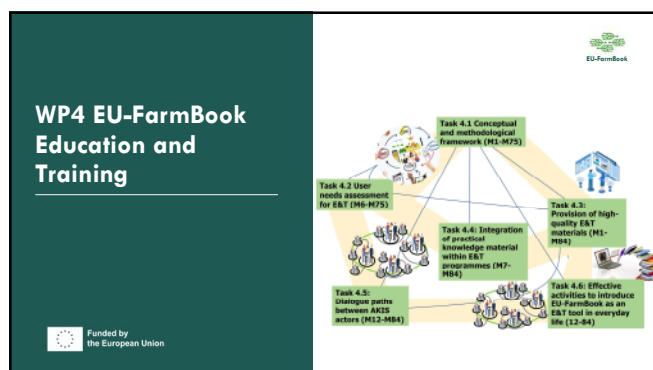 WP4 EU-FarmBook
Education and
Training
Funded by
the European Union
EU-FarmBook
Task 4.1 Conceptual
and methodological
framework (M1-M75)
Task 4.2 User
needs assessment
for E&T (M6-M75)
Task 4.3:
Provision of high-
quality E&T
materials (M1-
M84)
Task 4.4: Integration
of practical
knowledge material
within E&T
programmes (M7-
M84)
Task 4.5:
Dialogue paths
between AKIS
actors (M12-M84)
Task 4.6: Effective
activities to introduce
EU-FarmBook as an
E&T tool in everyday
life (12-84)